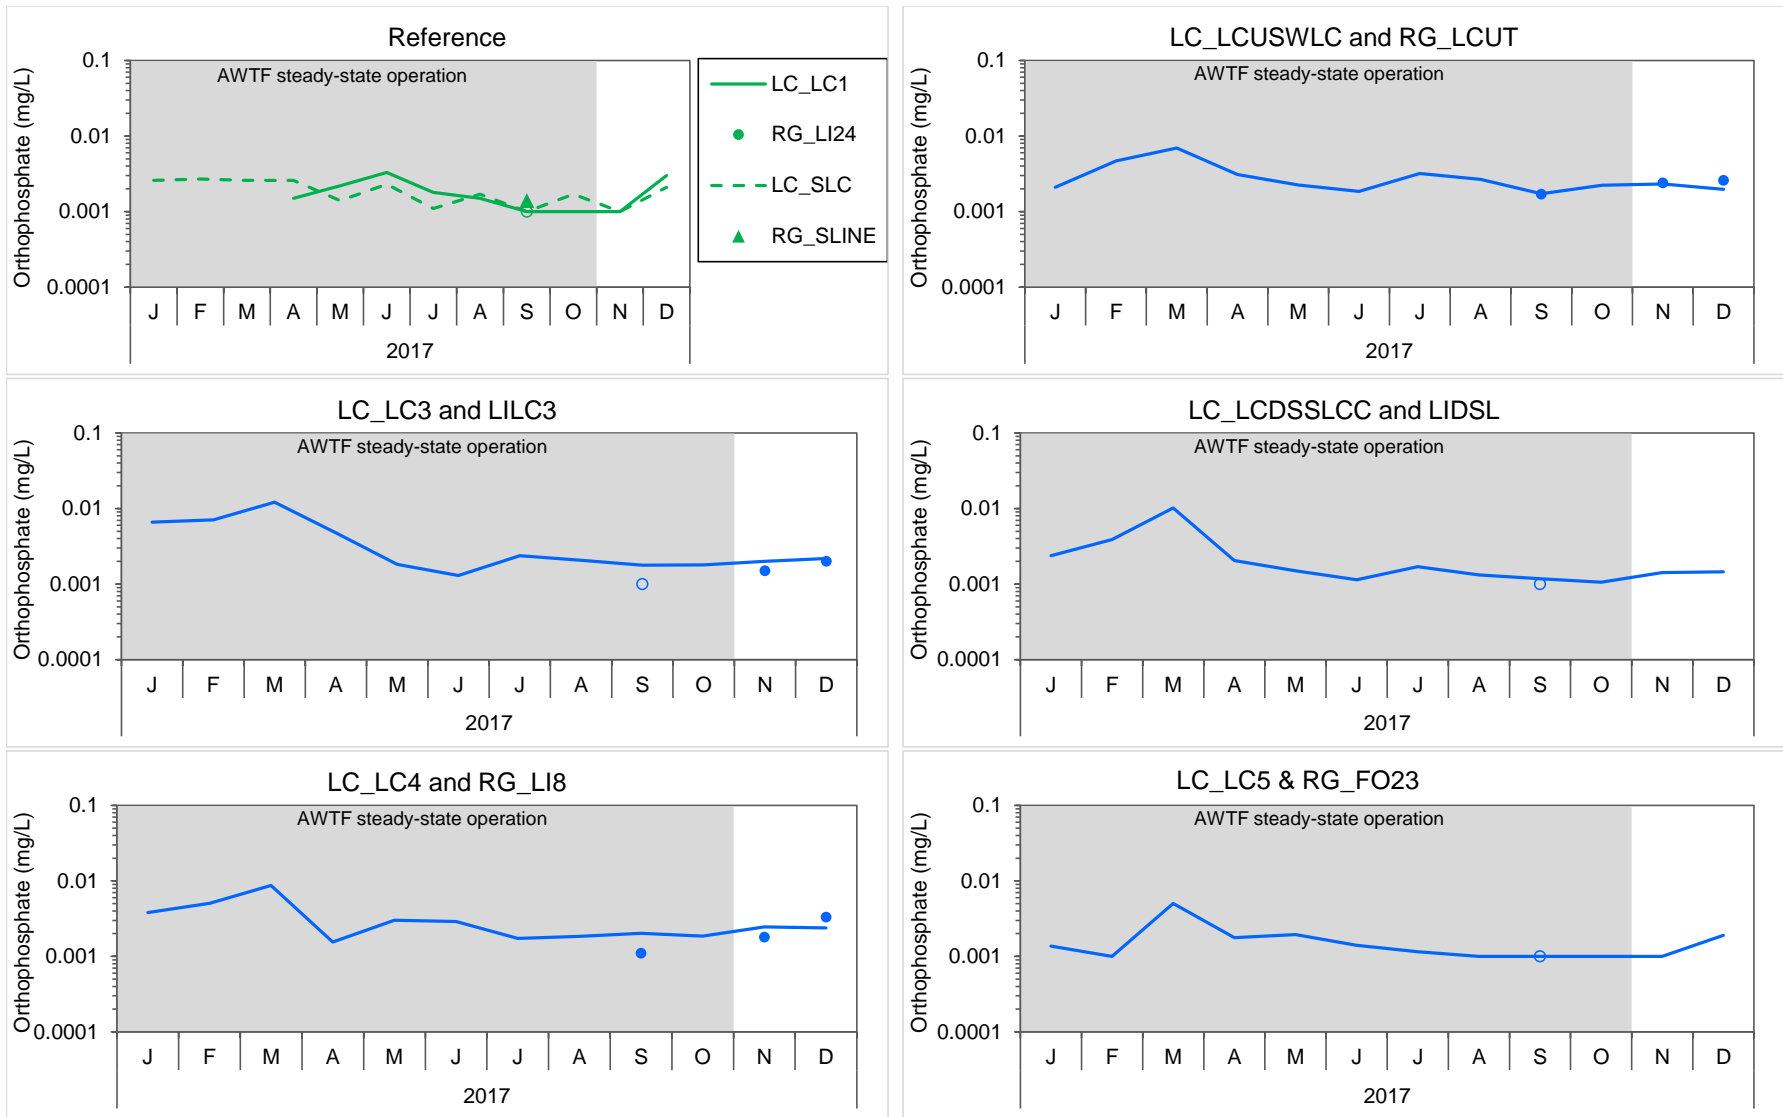 Reference
AWTF steady-state operation
Orthophosphate (mg/L)
0.1
0.01
0.001
0.0001
J F M A M J J A S O N D
2017
LC_LC1
RG_LI24
LC_SLC
RG_SLINE
LC_LCUSWLC and RG_LCUT
AWTF steady-state operation
Orthophosphate (mg/L)
0.1
0.01
0.001
0.0001
J F M A M J J A S O N D
2017
LC_LC3 and LILC3
AWTF steady-state operation
Orthophosphate (mg/L)
0.1
0.01
0.001
0.0001
J F M A M J J A S O N D
2017
LC_LCDSSLCC and LIDSL
AWTF steady-state operation
Orthophosphate (mg/L)
0.1
0.01
0.001
0.0001
J F M A M J J A S O N D
2017
LC_LC4 and RG_LI8
AWTF steady-state operation
Orthophosphate (mg/L)
0.1
0.01
0.001
0.0001
J F M A M J J A S O N D
2017
LC_LC5 & RG_FO23
AWTF steady-state operation
Orthophosphate (mg/L)
0.1
0.01
0.001
0.0001
J F M A M J J A S O N D
2017